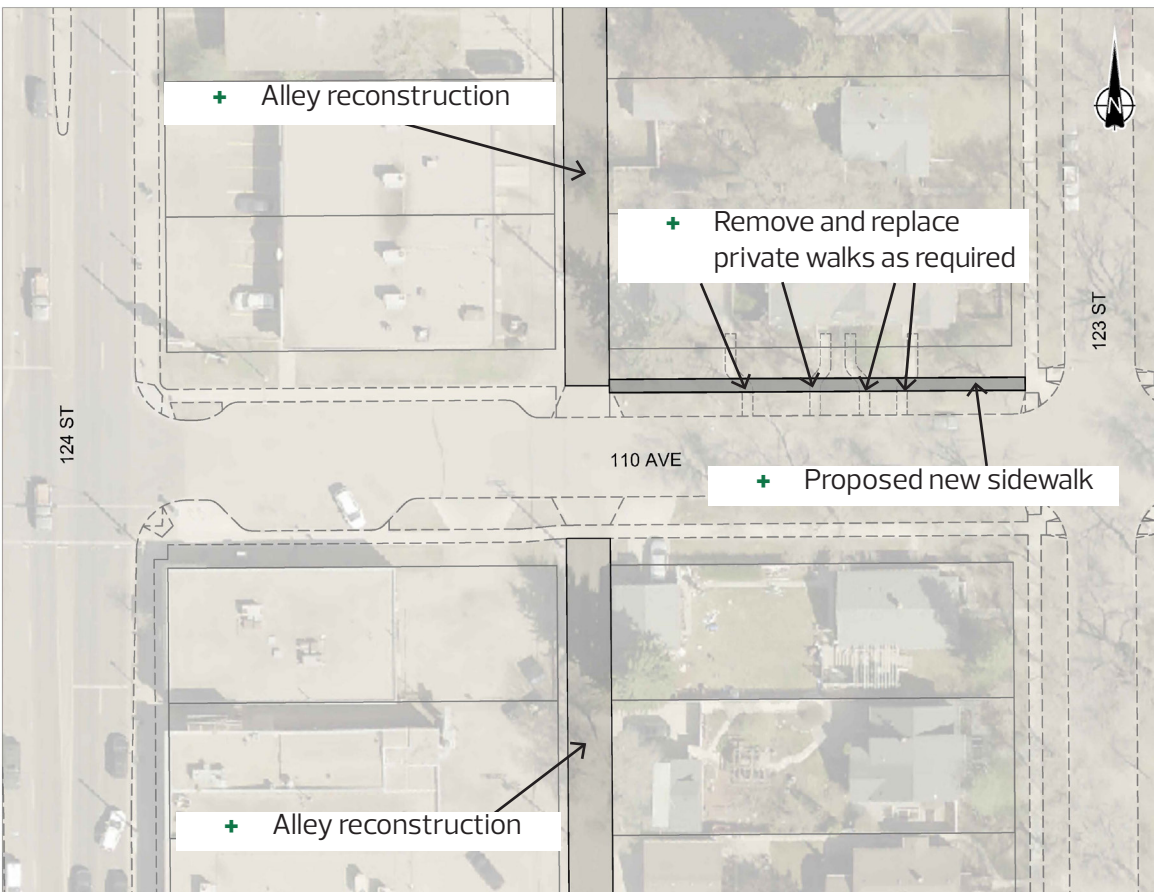 + Alley reconstruction
N
+ Remove and replace
private walks as required
123 ST
124 ST
110 AVE
+ Proposed new sidewalk
+ Alley reconstruction